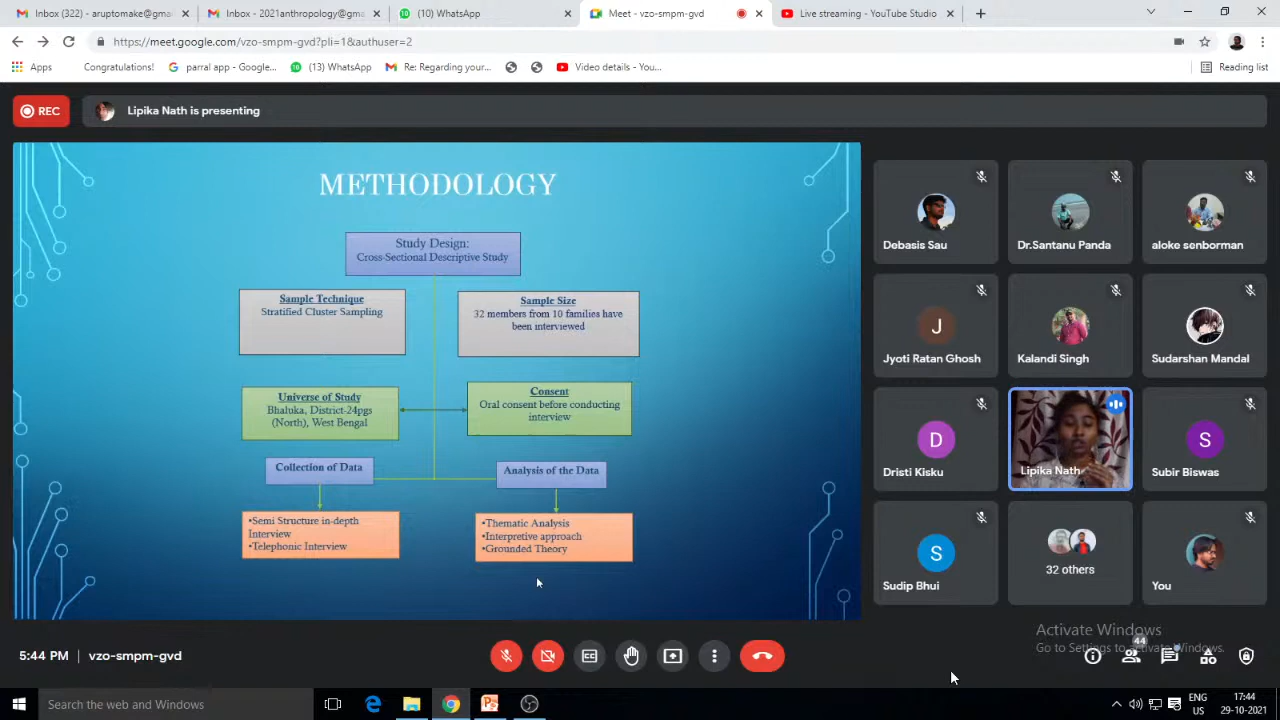 Inbox (322) - aruptomake@gmai
Inbox - 2021anthropology@gma
(10) WhatsApp
Meet - vzo-smpm-gvd
Live streaming - YouTube Studio
https://meet.google.com/vzo-smpm-gvd?pli=1&authuser=2
Apps
Congratulations!
parral app - Google...
(13) WhatsApp
Re: Regarding your...
Video details - You...
Reading list
REC
Lipika Nath is presenting
METHODOLOGY
Study Design:
Cross-Sectional Descriptive Study
Sample Technique
Stratified Cluster Sampling
Sample Size
32 members from 10 families have
been interviewed
Universe of Study
Bhaluka, District-24pgs
(North), West Bengal
Consent
Oral consent before conducting
interview
Collection of Data
Analysis of the Data
•Semi Structure in-depth
Interview
•Telephonic Interview
•Thematic Analysis
•Interpretive approach
•Grounded Theory
Debasis Sau
Dr.Santanu Panda
aloke senborman
J
Jyoti Ratan Ghosh
Kalandi Singh
Sudarshan Mandal
D
Dristi Kisku
Lipika Nath
S
Subir Biswas
S
Sudip Bhui
32 others
You
Activate Windows
Go to Settings to activate Windows.
5:44 PM | vzo-smpm-gvd
44
Search the web and Windows
ENG
US
17:44
29-10-2021